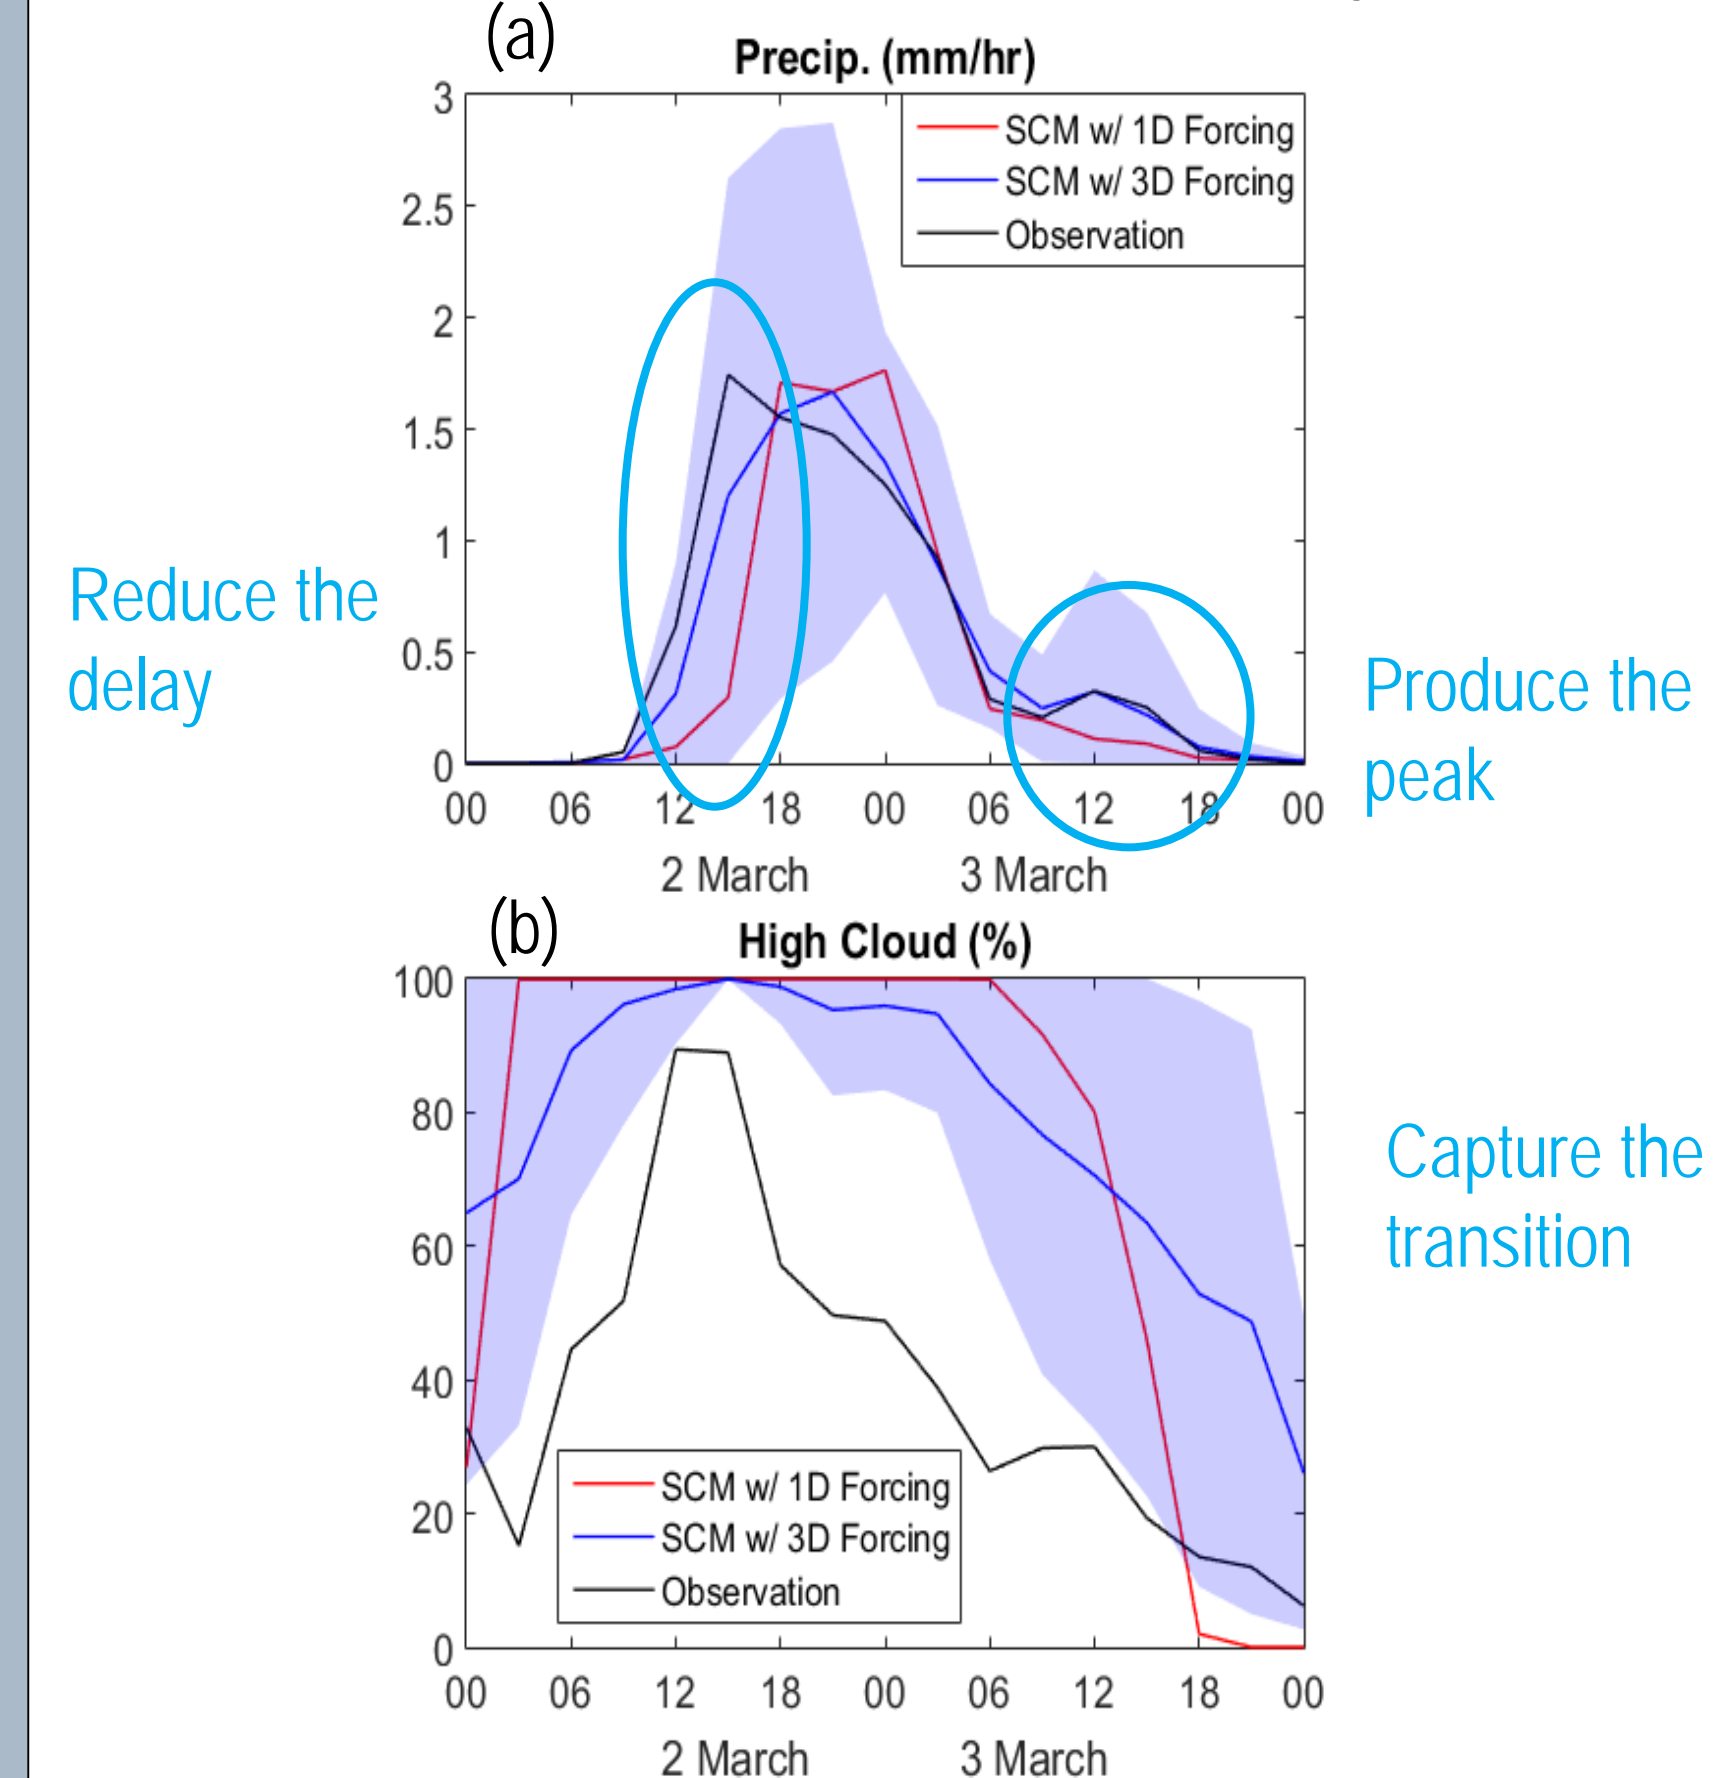 (a)
Precip. (mm/hr)
3
2.5
2
1.5
1
0.5
0
SCM w/ 1D Forcing
SCM w/ 3D Forcing
Observation
Reduce the
delay
Produce the
peak
00 06 12 18 00 06 12 18 00
2 March 3 March
(b)
High Cloud (%)
100
80
60
40
20
0
Capture the
transition
SCM w/ 1D Forcing
SCM w/ 3D Forcing
Observation
00 06 12 18 00 06 12 18 00
2 March 3 March